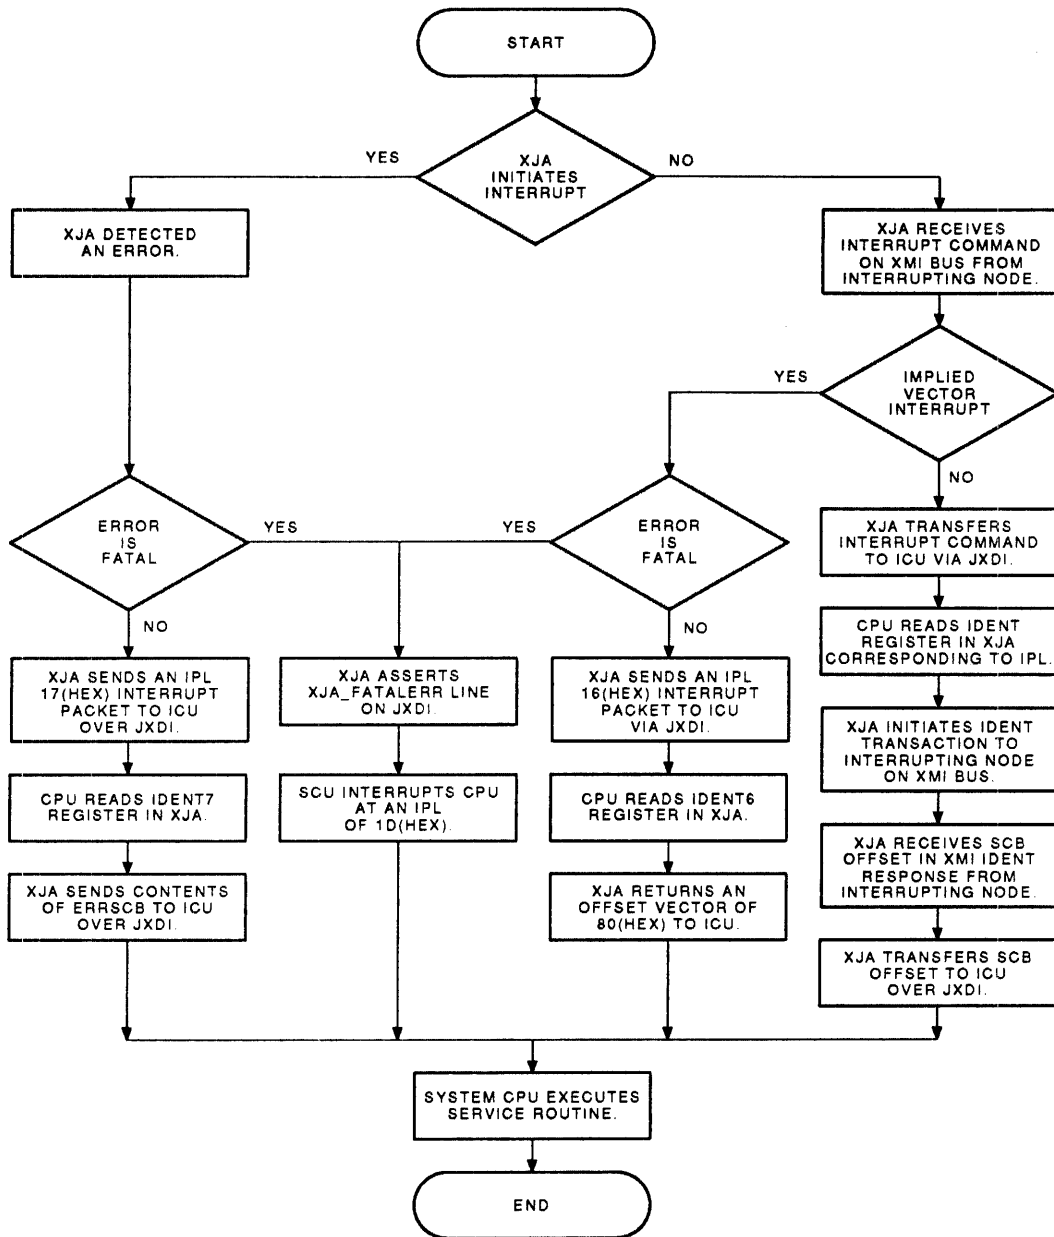 START
XJA
INITIATES
INTERRUPT
YES
NO
XJA DETECTED
AN ERROR.
XJA RECEIVES
INTERRUPT COMMAND
ON XMI BUS FROM
INTERRUPTING NODE.
IMPLIED
VECTOR
INTERRUPT
YES
NO
ERROR
IS
FATAL
YES
NO
ERROR
IS
FATAL
YES
NO
XJA SENDS AN IPL
17(HEX) INTERRUPT
PACKET TO ICU
OVER JXDI.
CPU READS IDENT7
REGISTER IN XJA.
XJA SENDS CONTENTS
OF ERRSCB TO ICU
OVER JXDI.
XJA ASSERTS
XJA_FATALERR LINE
ON JXDI.
SCU INTERRUPTS CPU
AT AN IPL
OF 1D(HEX).
XJA SENDS AN IPL
16(HEX) INTERRUPT
PACKET TO ICU
VIA JXDI.
CPU READS IDENT6
REGISTER IN XJA.
XJA RETURNS AN
OFFSET VECTOR OF
80(HEX) TO ICU.
XJA TRANSFERS
INTERRUPT COMMAND
TO ICU VIA JXDI.
CPU READS IDENT
REGISTER IN XJA
CORRESPONDING TO IPL.
XJA INITIATES IDENT
TRANSACTION TO
INTERRUPTING NODE
ON XMI BUS.
XJA RECEIVES SCB
OFFSET IN XMI IDENT
RESPONSE FROM
INTERRUPTING NODE.
XJA TRANSFERS SCB
OFFSET TO ICU
OVER JXDI.
SYSTEM CPU EXECUTES
SERVICE ROUTINE.
END